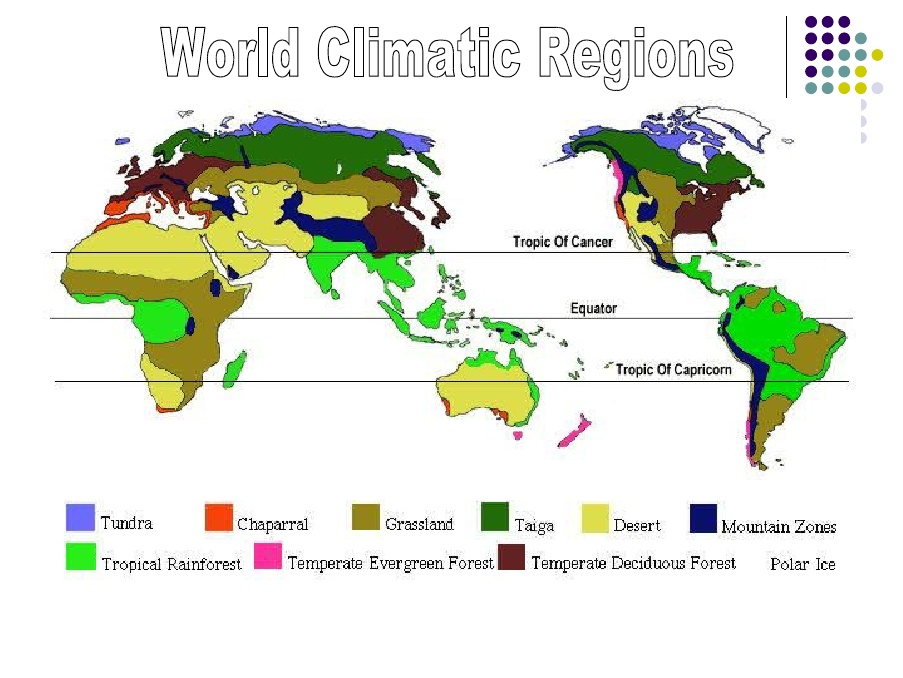 World Climatic Regions
Tropic Of Cancer
Equator
Tropic Of Capricorn
Tundra Chaparral Grassland Taiga Desert Mountain Zones
Tropical Rainforest Temperate Evergreen Forest Temperate Deciduous Forest Polar Ice